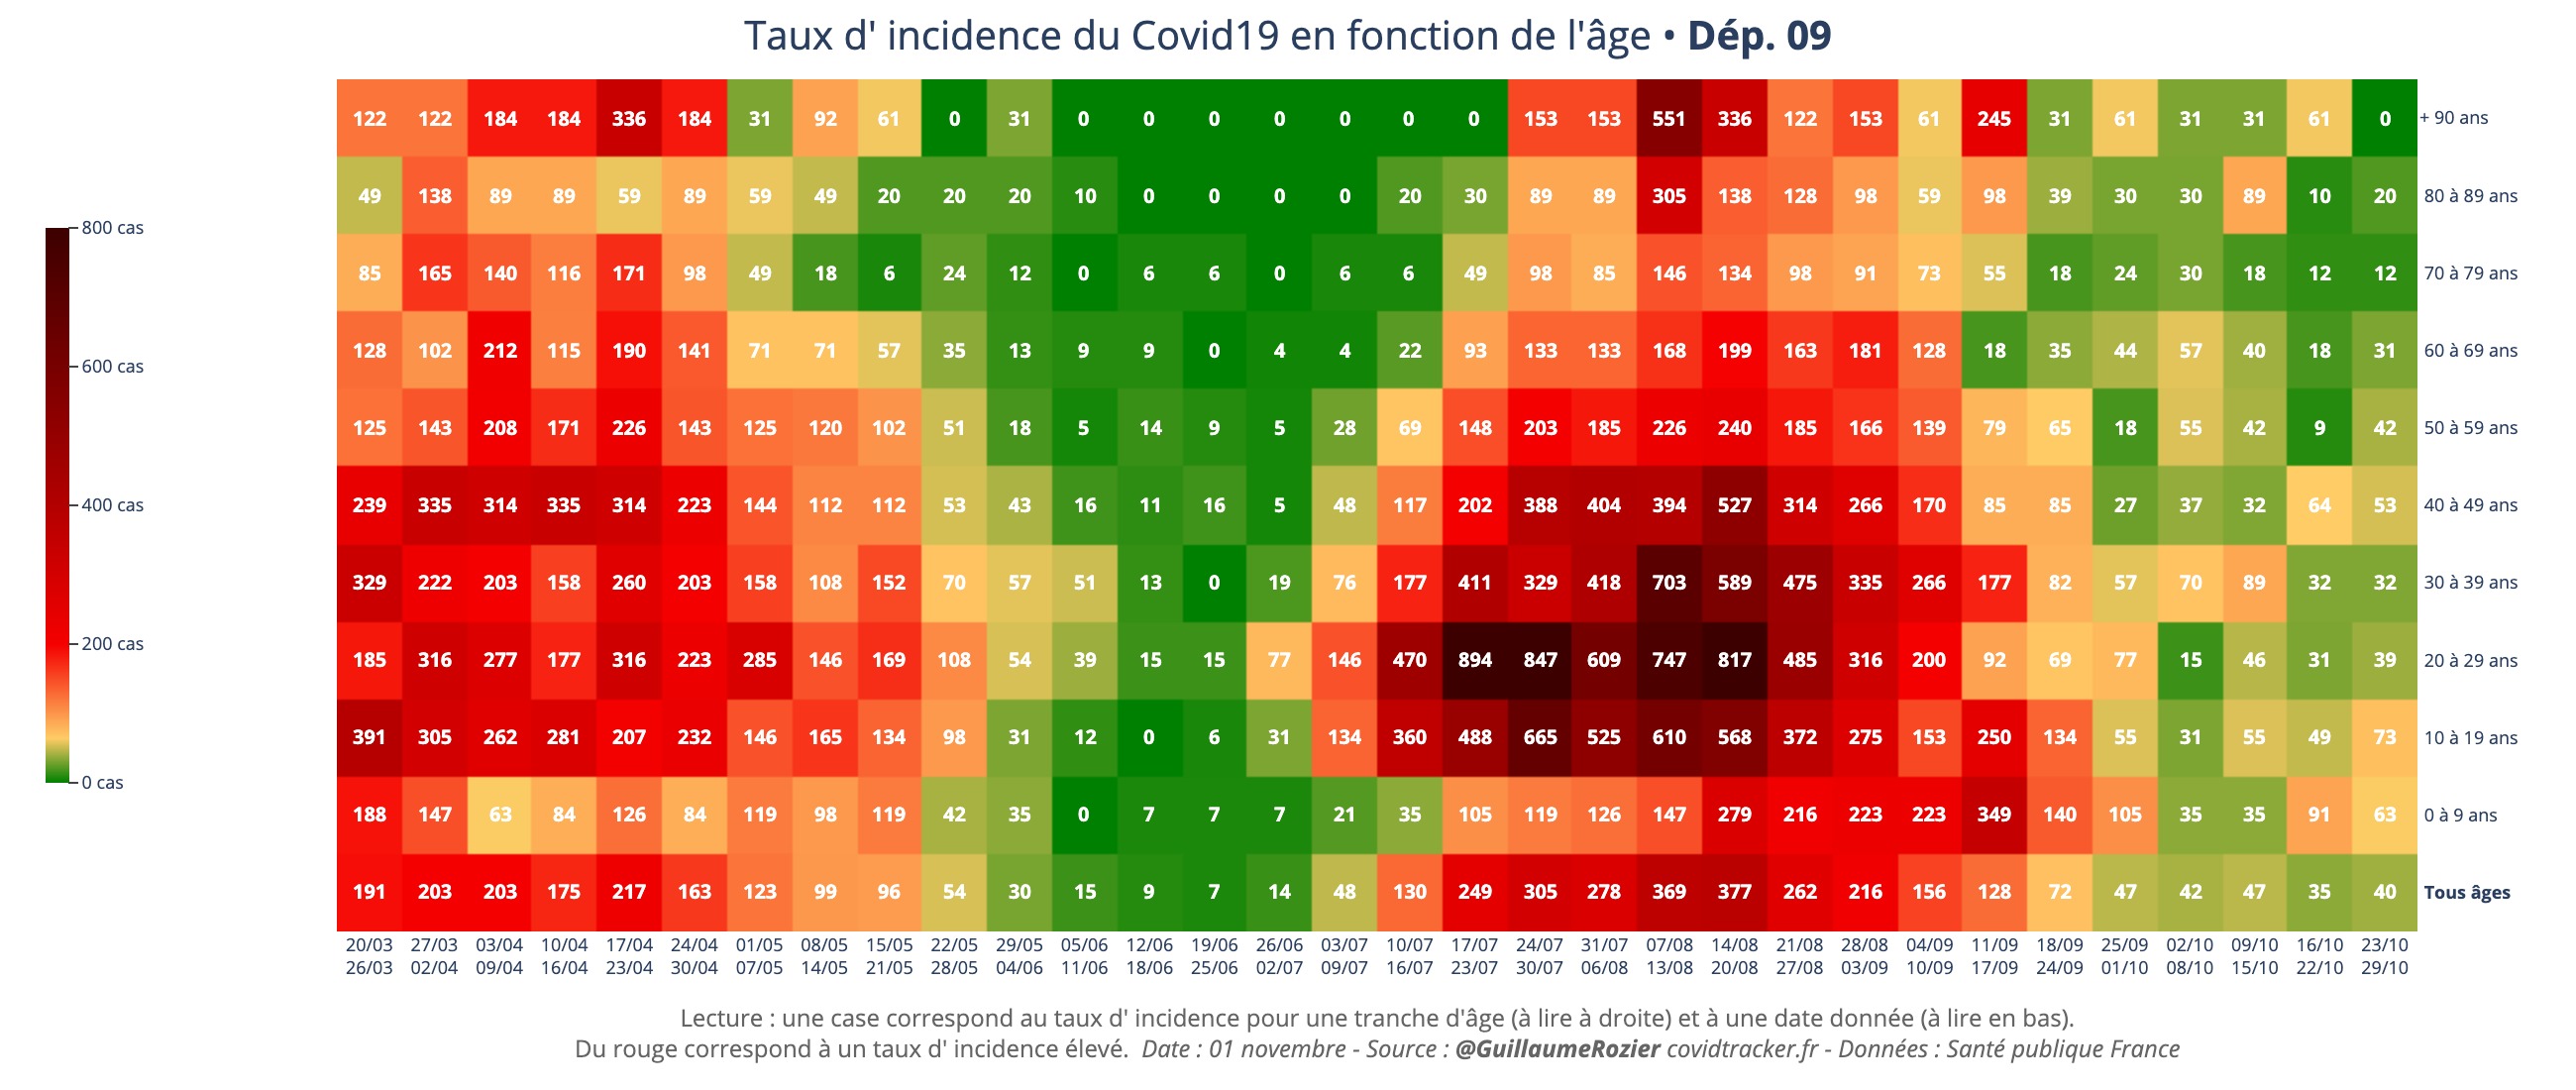 Taux d' incidence du Covid19 en fonction de l'âge • Dép. 09
122 122 184 184 336 184 31 92 61 0 31 0 0 0 0 0 0 0 153 153 551 336 122 153 61 245 31 61 31 31 61 0 + 90 ans
49 138 89 89 59 89 59 49 20 20 20 10 0 0 0 0 20 30 89 89 305 138 128 98 59 98 39 30 30 89 10 20 80 à 89 ans
800 cas
85 165 140 116 171 98 49 18 6 24 12 0 6 6 0 6 6 49 98 85 146 134 98 91 73 55 18 24 30 18 12 12 70 à 79 ans
128 102 212 115 190 141 71 71 57 35 13 9 9 0 4 4 22 93 133 133 168 199 163 181 128 18 35 44 57 40 18 31 60 à 69 ans
600 cas
125 143 208 171 226 143 125 120 102 51 18 5 14 9 5 28 69 148 203 185 226 240 185 166 139 79 65 18 55 42 9 42 50 à 59 ans
400 cas
239 335 314 335 314 223 144 112 112 53 43 16 11 16 5 48 117 202 388 404 394 527 314 266 170 85 85 27 37 32 64 53 40 à 49 ans
329 222 203 158 260 203 158 108 152 70 57 51 13 0 19 76 177 411 329 418 703 589 475 335 266 177 82 57 70 89 32 32 30 à 39 ans
200 cas
185 316 277 177 316 223 285 146 169 108 54 39 15 15 77 146 470 894 847 609 747 817 485 316 200 92 69 77 15 46 31 39 20 à 29 ans
391 305 262 281 207 232 146 165 134 98 31 12 0 6 31 134 360 488 665 525 610 568 372 275 153 250 134 55 31 55 49 73 10 à 19 ans
0 cas
188 147 63 84 126 84 119 98 119 42 35 0 7 7 7 21 35 105 119 126 147 279 216 223 223 349 140 105 35 35 91 63 0 à 9 ans
191 203 203 175 217 163 123 99 96 54 30 15 9 7 14 48 130 249 305 278 369 377 262 216 156 128 72 47 42 47 35 40 Tous âges
20/03 27/03 03/04 10/04 17/04 24/04 01/05 08/05 15/05 22/05 29/05 05/06 12/06 19/06 26/06 03/07 10/07 17/07 24/07 31/07 07/08 14/08 21/08 28/08 04/09 11/09 18/09 25/09 02/10 09/10 16/10 23/10
26/03 02/04 09/04 16/04 23/04 30/04 07/05 14/05 21/05 28/05 04/06 11/06 18/06 25/06 02/07 09/07 16/07 23/07 30/07 06/08 13/08 20/08 27/08 03/09 10/09 17/09 24/09 01/10 08/10 15/10 22/10 29/10
Lecture : une case correspond au taux d' incidence pour une tranche d'âge (à lire à droite) et à une date donnée (à lire en bas).
Du rouge correspond à un taux d' incidence élevé. Date : 01 novembre - Source : @GuillaumeRozier covidtracker.fr - Données : Santé publique France